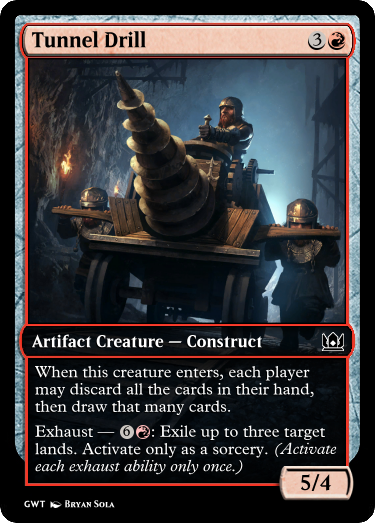 Tunnel Drill 3
Artifact Creature — Construct
When this creature enters, each player
may discard all the cards in their hand,
then draw that many cards.
Exhaust — 6: Exile up to three target
lands. Activate only as a sorcery. (Activate
each exhaust ability only once.)
5/4
GWT Bryan Sola